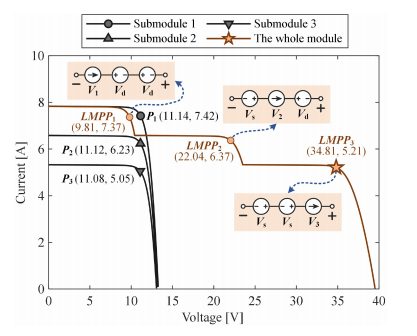 Submodule 1
Submodule 3
Submodule 2
The whole module
10
8
6
4
2
0
Current [A]
0
5
10
15
20
25
30
35
40
Voltage [V]
− V1 Vd Vd +
LMPP1
(9.81, 7.37)
P1 (11.14, 7.42)
P2 (11.12, 6.23)
P3 (11.08, 5.05)
− Vs V2 Vd +
LMPP2
(22.04, 6.37)
LMPP3
(34.81, 5.21)
− Vs Vs V3 +